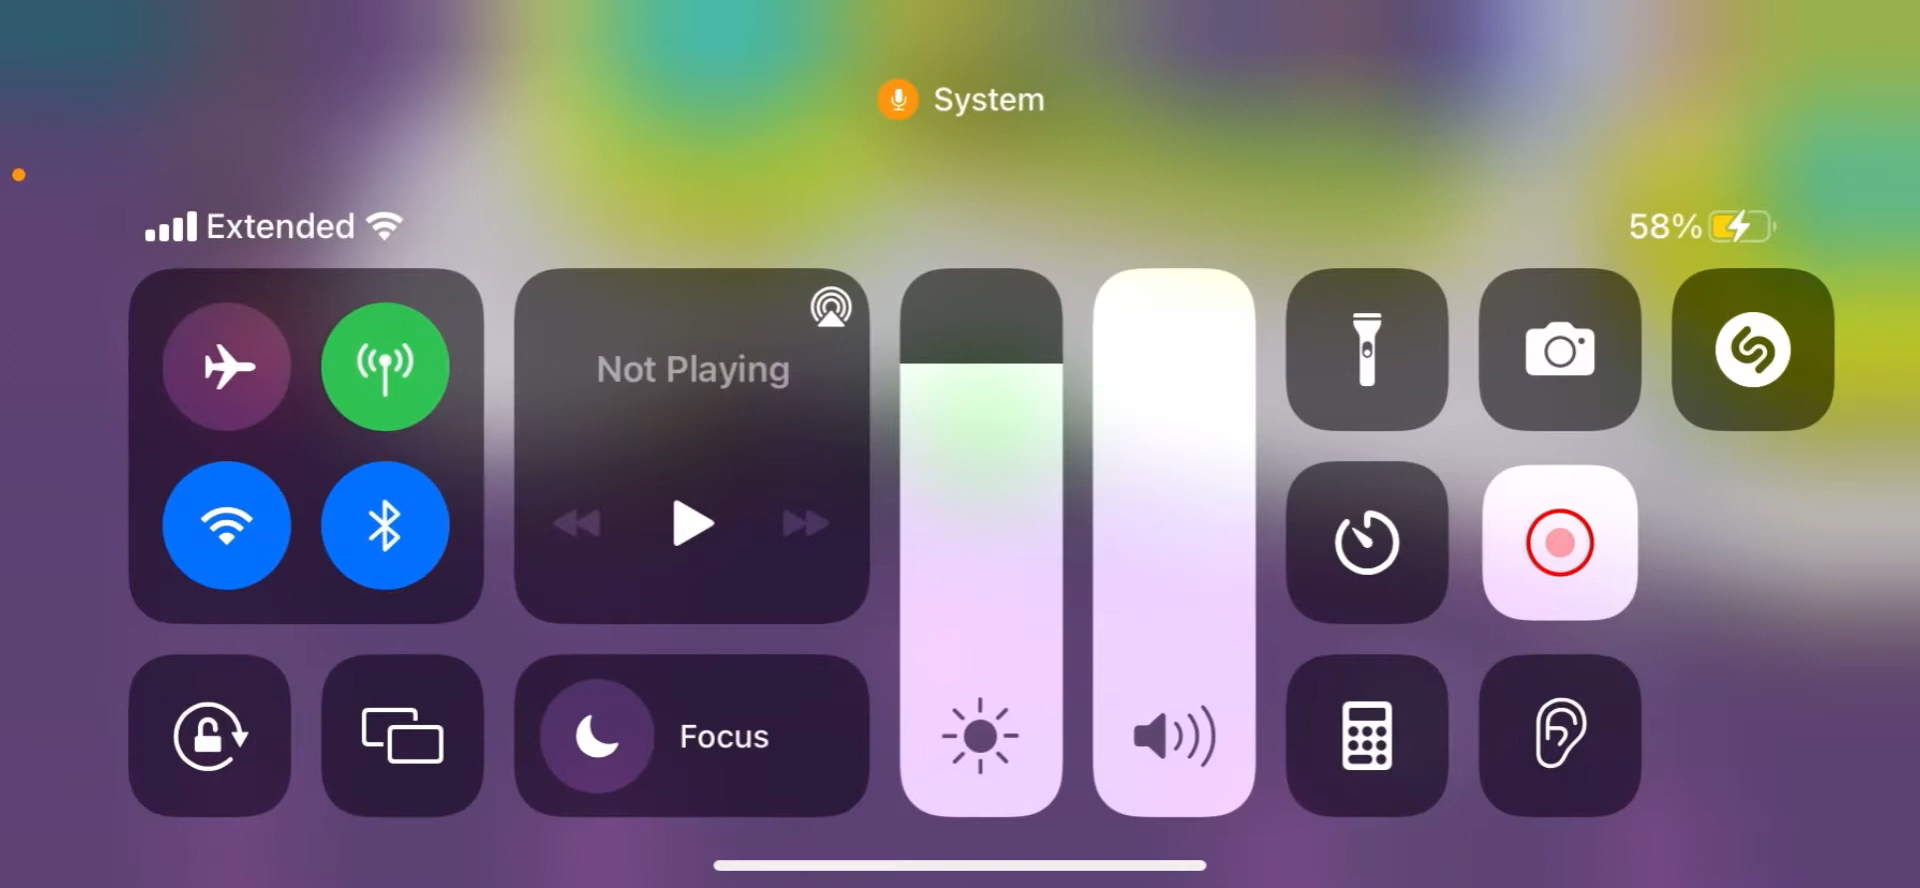 System
Extended
58%
Not Playing
Focus